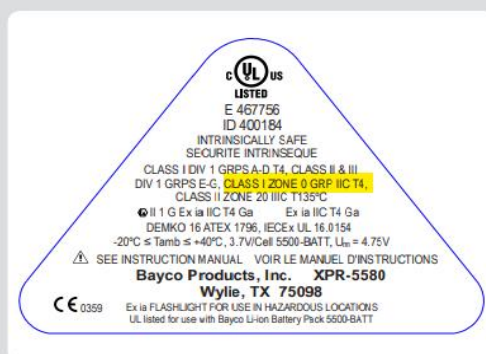 C UL US
LISTED
E 467756
ID 400184
INTRINSICALLY SAFE
SECURITE INTRINSEQUE
CLASS I DIV 1 GRPS A-D T4, CLASS II & III
DIV 1 GRPS E-G, CLASS I ZONE 0 GRP IIC T4,
CLASS II ZONE 20 IIIC T135°C
Ex II 1 G Ex ia IIC T4 Ga Ex ia IIC T4 Ga
DEMKO 16 ATEX 1796, IECEx UL 16.0154
-20°C ≤ Tamb ≤ +40°C, 3.7V/Cell 5500-BATT, Um = 4.75V
SEE INSTRUCTION MANUAL VOIR LE MANUEL D'INSTRUCTIONS
Bayco Products, Inc. XPR-5580
Wylie, TX 75098
CE 0359 Ex ia FLASHLIGHT FOR USE IN HAZARDOUS LOCATIONS
UL listed for use with Bayco Li-ion Battery Pack 5500-BATT